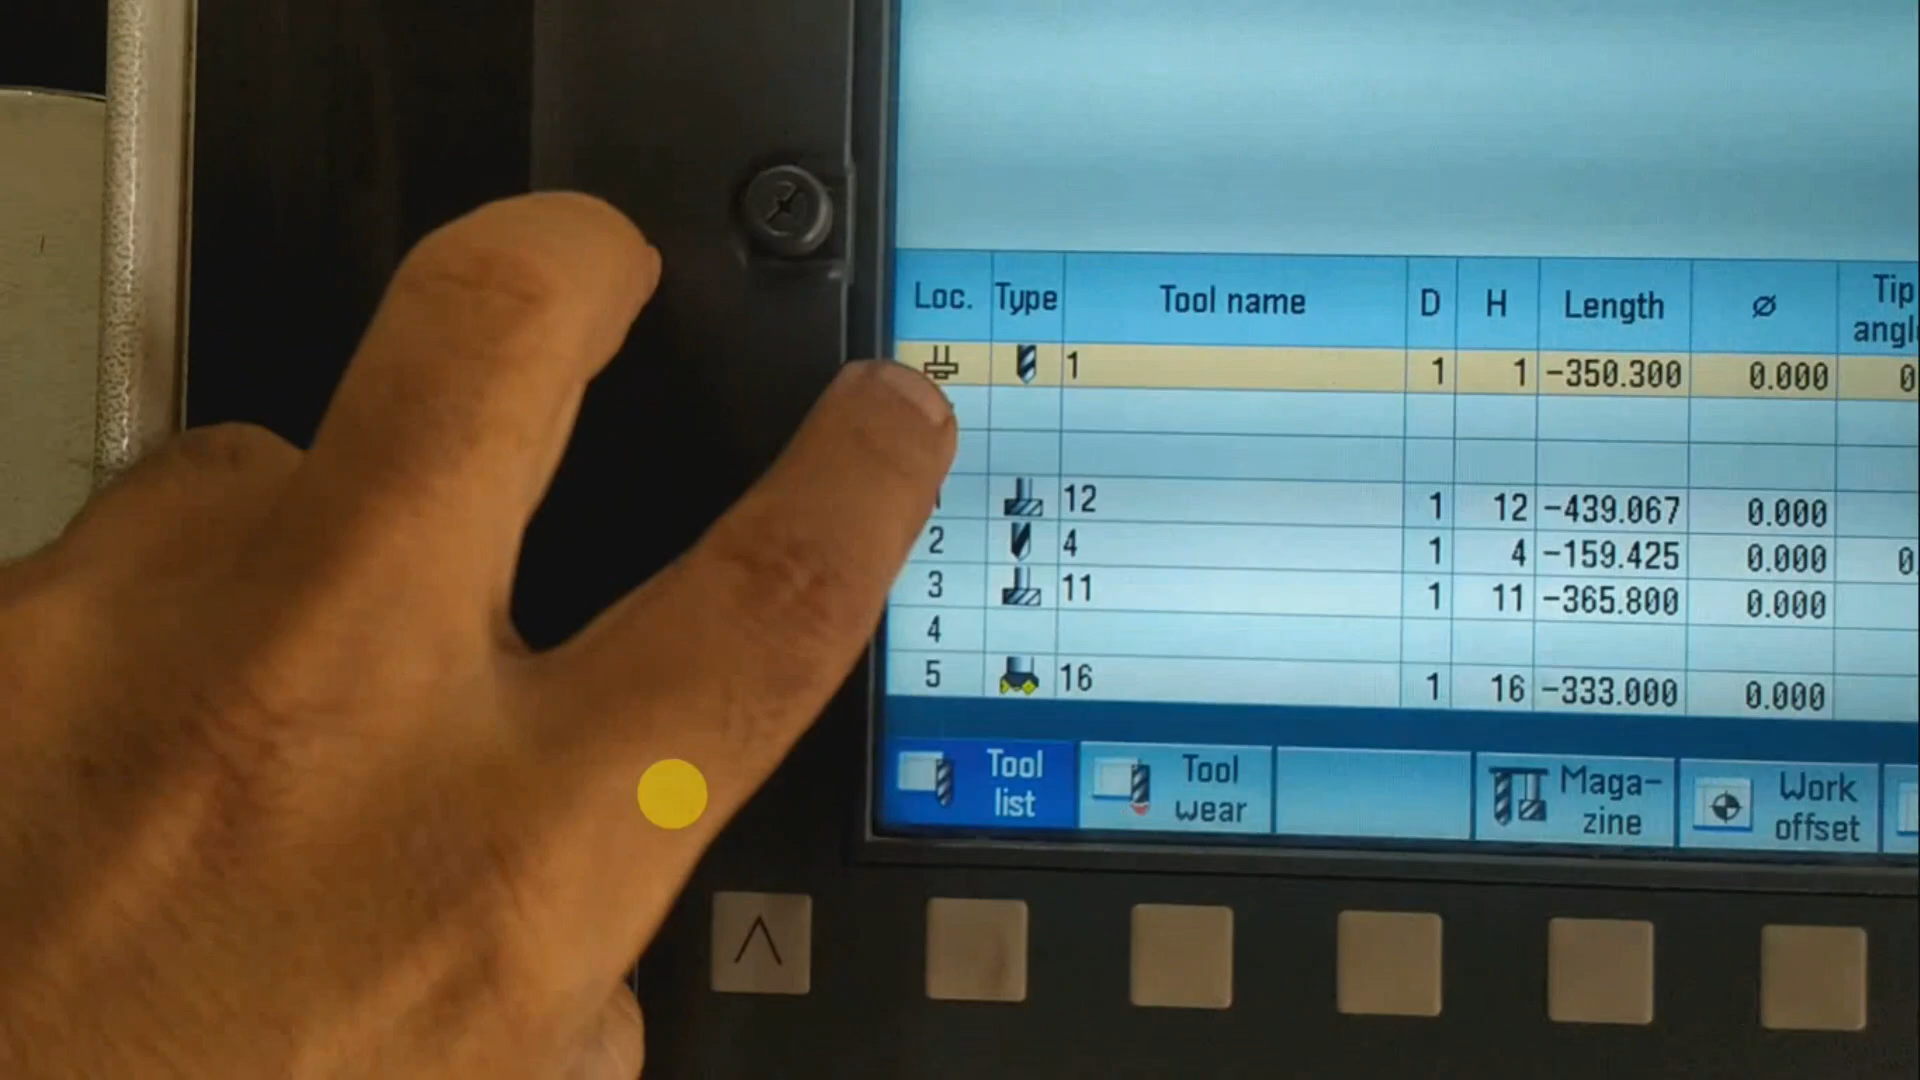 Loc. Type Tool name D H Length ø Tip angl
1 1 1 -350.300 0.000 0
12 1 12 -439.067 0.000
2 4 1 4 -159.425 0.000 0.
3 11 1 11 -365.800 0.000
4
5 16 1 16 -333.000 0.000
Tool list Tool wear Maga-zine Work offset